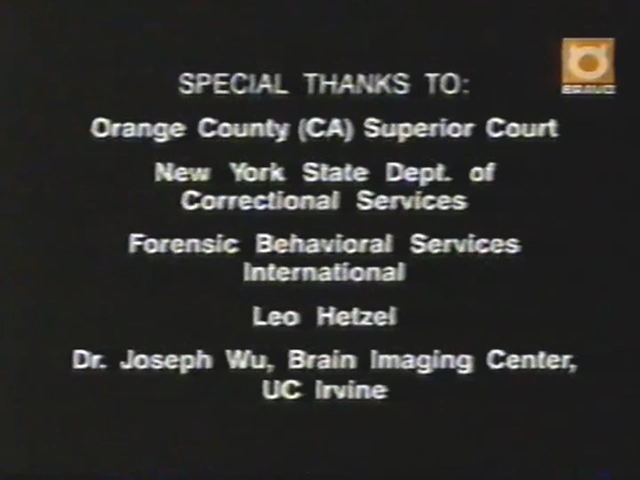 SPECIAL THANKS TO:
Orange County (CA) Superior Court
New York State Dept. of
Correctional Services
Forensic Behavioral Services
International
Leo Hetzel
Dr. Joseph Wu, Brain Imaging Center,
UC Irvine
BRAVO